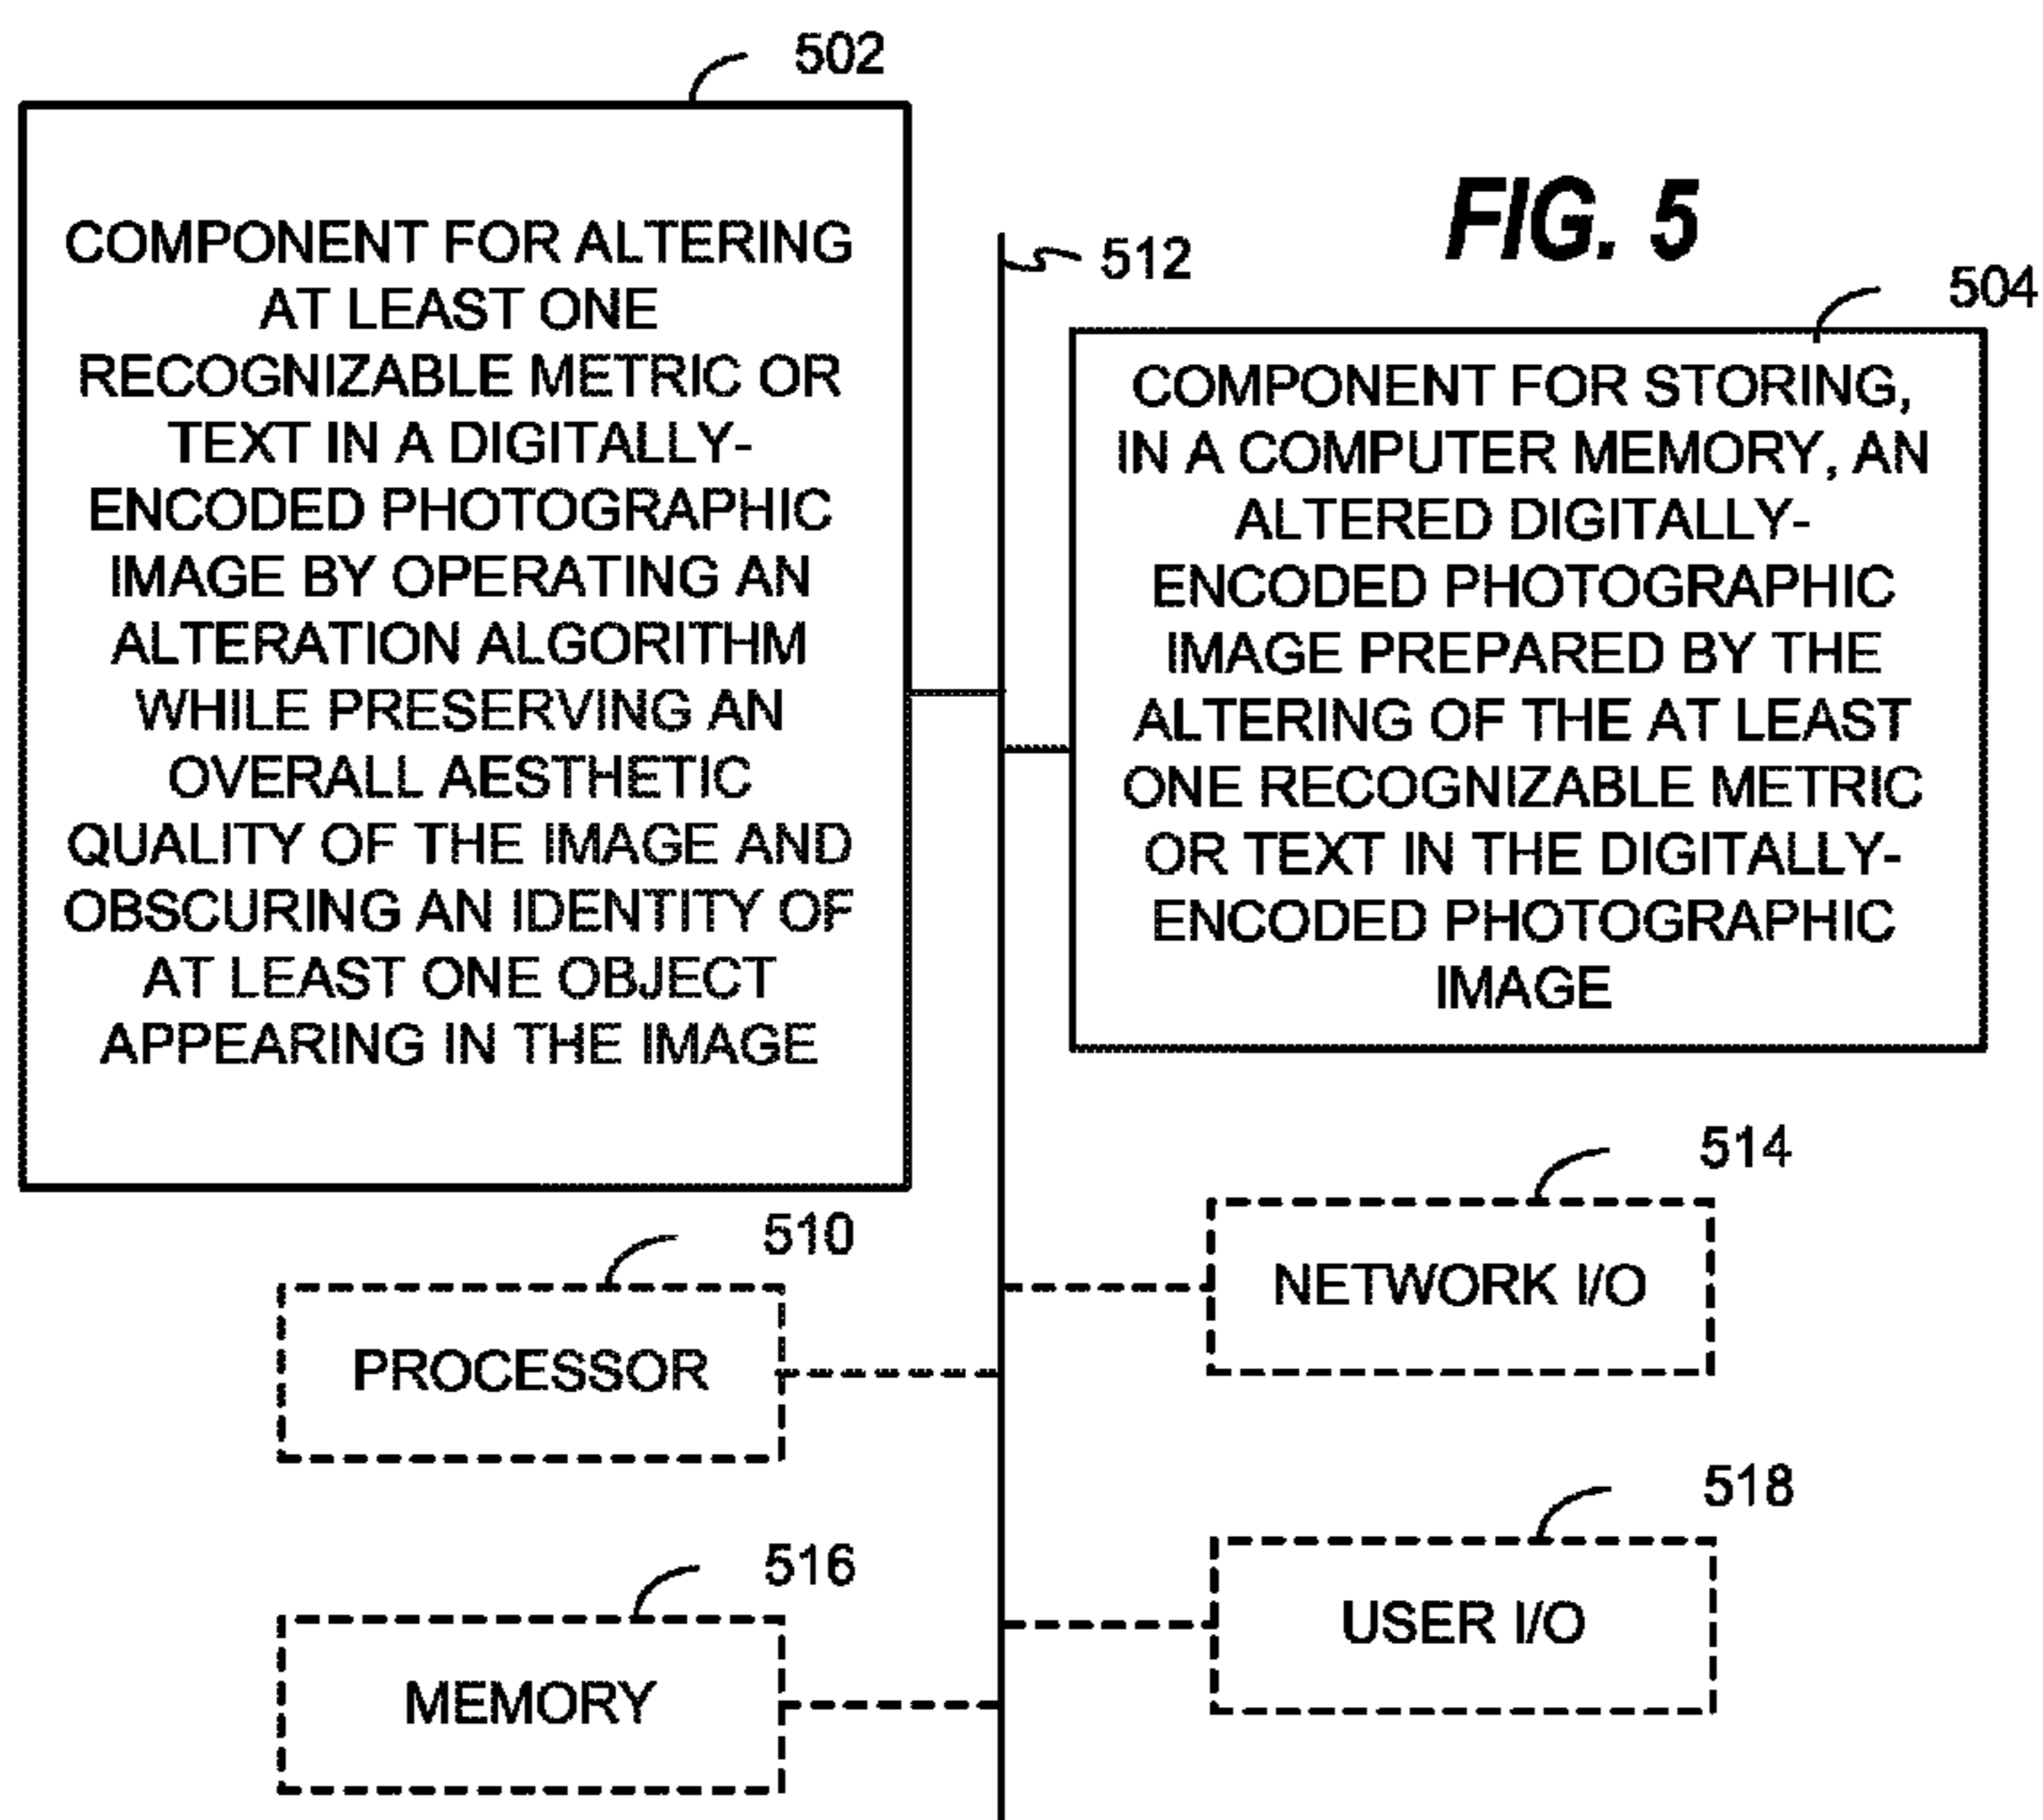 502
COMPONENT FOR ALTERING
AT LEAST ONE
RECOGNIZABLE METRIC OR
TEXT IN A DIGITALLY-
ENCODED PHOTOGRAPHIC
IMAGE BY OPERATING AN
ALTERATION ALGORITHM
WHILE PRESERVING AN
OVERALL AESTHETIC
QUALITY OF THE IMAGE AND
OBSCURING AN IDENTITY OF
AT LEAST ONE OBJECT
APPEARING IN THE IMAGE
512
FIG. 5
504
COMPONENT FOR STORING,
IN A COMPUTER MEMORY, AN
ALTERED DIGITALLY-
ENCODED PHOTOGRAPHIC
IMAGE PREPARED BY THE
ALTERING OF THE AT LEAST
ONE RECOGNIZABLE METRIC
OR TEXT IN THE DIGITALLY-
ENCODED PHOTOGRAPHIC
IMAGE
514
NETWORK I/O
510
PROCESSOR
518
USER I/O
516
MEMORY